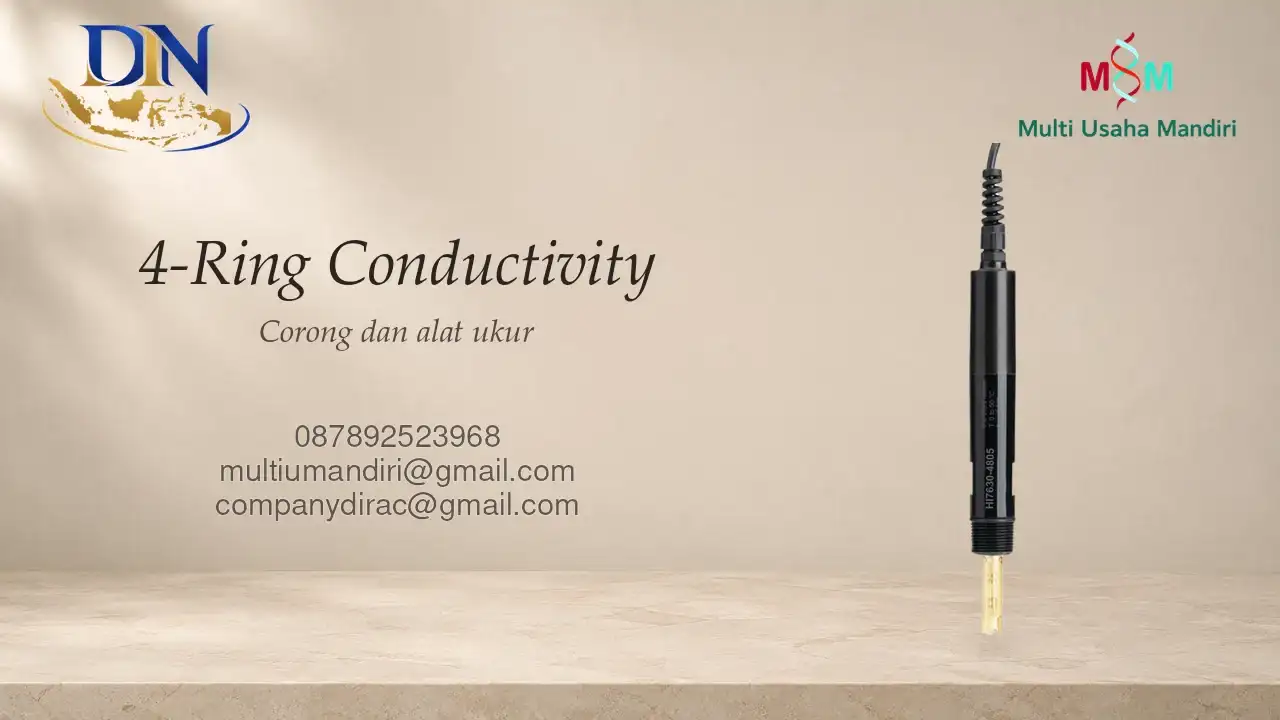 DN
M M
Multi Usaha Mandiri
4-Ring Conductivity
Corong dan alat ukur
087892523968
multiumandiri@gmail.com
companydirac@gmail.com
HI7630-4805